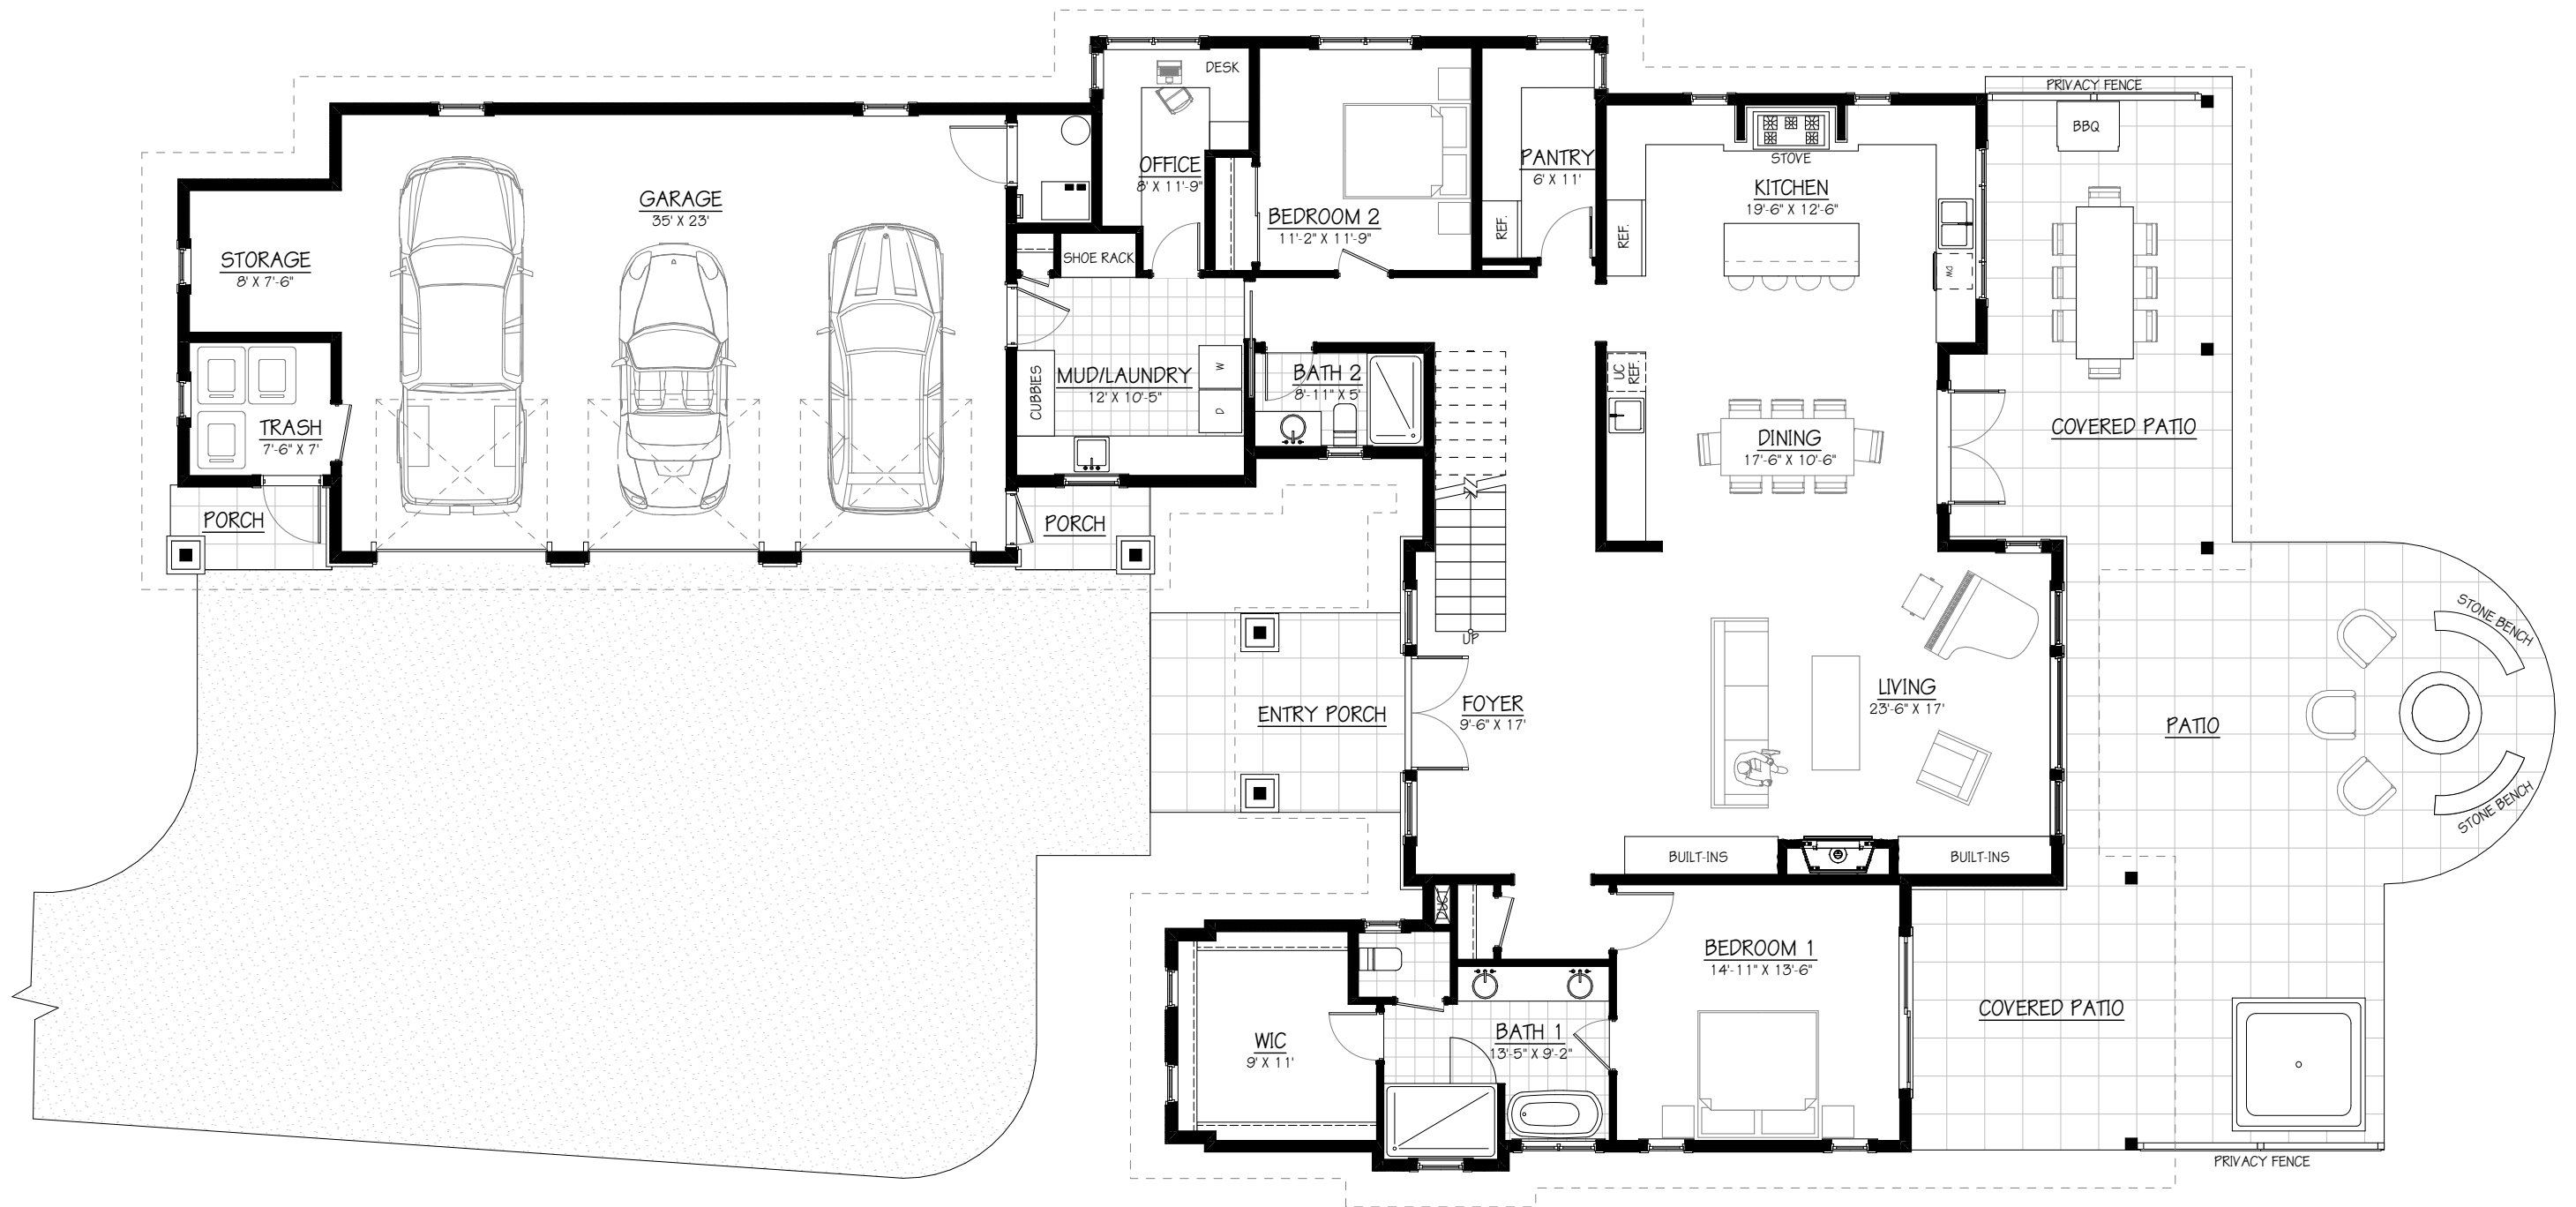 PRIVACY FENCE
DESK
BBQ
STOVE
OFFICE
8' X 11'-9"
PANTRY
6' X 11'
KITCHEN
19'-6" X 12'-6"
GARAGE
35' X 23'
BEDROOM 2
11'-2" X 11'-9"
REF.
REF.
STORAGE
8' X 7'-6"
SHOE RACK
DW
MUD/LAUNDRY
12' X 10'-5"
CUBBIES
W
D
BATH 2
8'-11" X 5'
UC
REF.
TRASH
7'-6" X 7'
DINING
17'-6" X 10'-6"
COVERED PATIO
PORCH
PORCH
UP
STONE BENCH
FOYER
9'-6" X 17'
ENTRY PORCH
LIVING
23'-6" X 17'
PATIO
STONE BENCH
BUILT-INS
BUILT-INS
DUCT
BEDROOM 1
14'-11" X 13'-6"
COVERED PATIO
WIC
9' X 11'
BATH 1
13'-5" X 9'-2"
PRIVACY FENCE